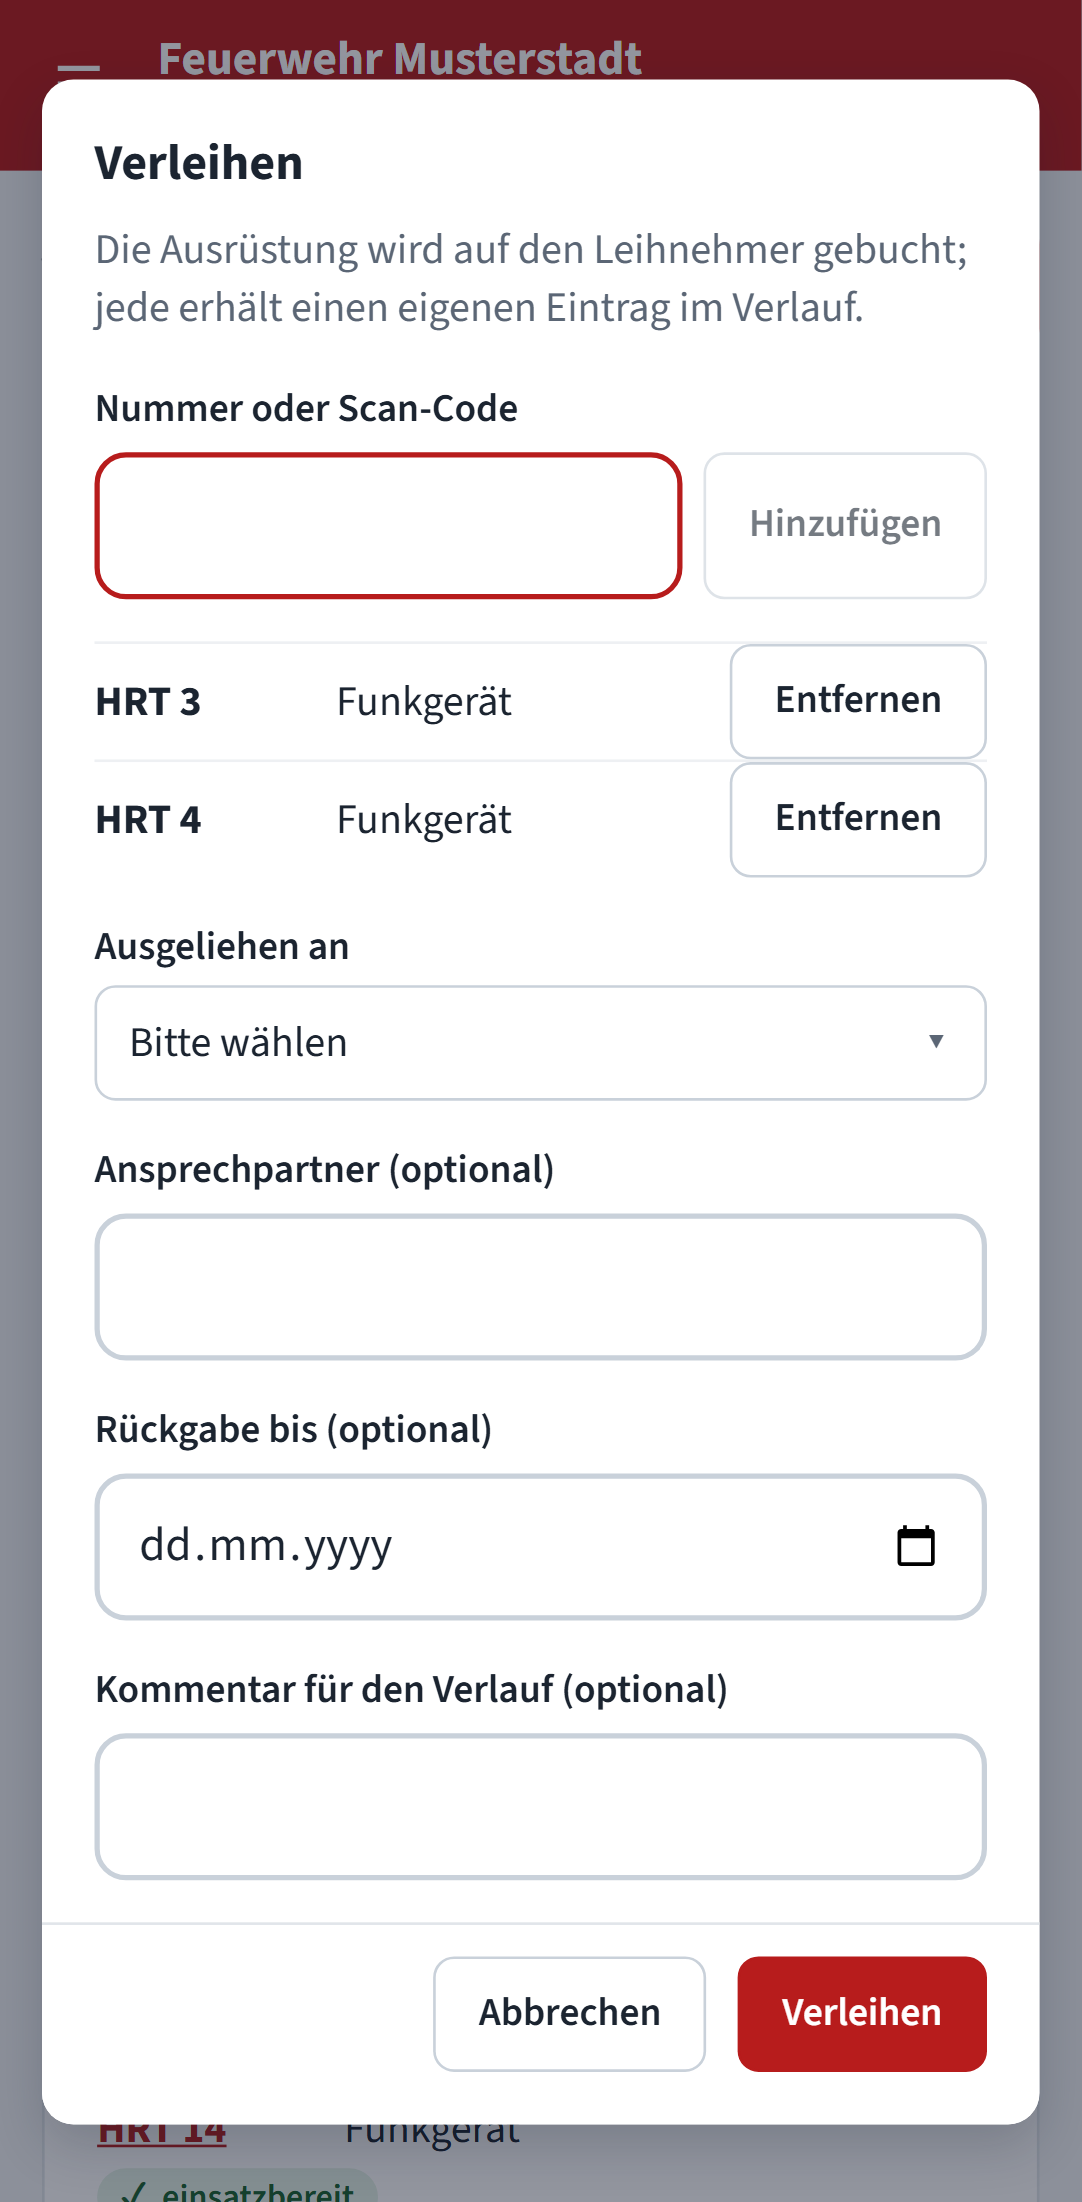 Feuerwehr Musterstadt
Verleihen
Die Ausrüstung wird auf den Leihnehmer gebucht;
jede erhält einen eigenen Eintrag im Verlauf.
Nummer oder Scan-Code
Hinzufügen
HRT 3 Funkgerät Entfernen
HRT 4 Funkgerät Entfernen
Ausgeliehen an
Bitte wählen
Ansprechpartner (optional)
Rückgabe bis (optional)
dd.mm.yyyy
Kommentar für den Verlauf (optional)
Abbrechen Verleihen
HRT 14 Funkgerät
✓ einsatzbereit